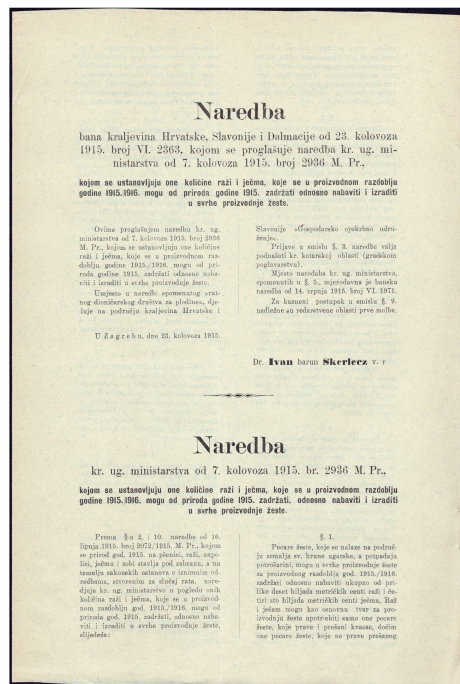 Naredba
bana kraljevina Hrvatske, Slavonije i Dalmacije od 23. kolovoza
1915. broj VI. 2363, kojom se proglašuje naredba kr. ug. mi-
nistarstva od 7. kolovoza 1915. broj 2936 M. Pr.,
kojom se ustanovljuju one količine raži i ječma, koje se u proizvodnom razdoblju
godine 1915./1916. mogu od priroda godine 1915. zadržati odnosno nabaviti i izraditi
u svrhe proizvodnje žeste.
Ovime proglašujem naredbu kr. ug.
ministarstva od 7. kolovoza 1915. broj 2936
M. Pr., kojom se ustanovljuju one količine
raži i ječma, koje se u proizvodnom raz-
doblju godine 1915./1916. mogu od pri-
roda godine 1915. zadržati odnosno naba-
viti i izraditi u svrhe proizvodnje žeste.
Umjesto u naredbi spomenutog »rat-
nog dioničarskog društva za plodine«, dje-
luje na području kraljevina Hrvatske i
Slavonije »Gospodarsko opskrbno udru-
ženje«.
Prijave u smislu §. 3. naredbe valja
podnašati kr. kotarskoj oblasti (gradskom
poglavarstvu).
Mjesto naredaba kr. ug. ministarstva,
spomenutih u §. 5., mjerodavna je banska
naredba od 14. srpnja 1915. broj VI. 1971.
Za kazneni postupak u smislu §. 9.
nadležne su redarstvene oblasti prve molbe.
U Zagrebu, dne 23. kolovoza 1915.
Dr. Ivan barun Skerlecz v. r
Naredba
kr. ug. ministarstva od 7. kolovoza 1915. br. 2936 M. Pr.,
kojom se ustanovljuju one količine raži i ječma, koje se u proizvodnom razdoblju
godine 1915./1916. mogu od priroda godine 1915. zadržati, odnosno nabaviti i izraditi
u svrhe proizvodnje žeste.
Prema §-u 2. i 10. naredbe od 16.
lipnja 1915. broj 2072/1915. M. Pr., kojom
se prirod god. 1915. na pšenici, raži, napo-
lici, ječmu i zobi stavlja pod zabranu, a na
temelju zakonskih ustanova o iznimnim od-
redbama, stvorenim za slučaj rata, nare-
djuje kr. ug. ministarstvo u pogledu onih
količina raži i ječma, koje se u proizvod-
nom razdoblju god. 1915./1916. mogu od
priroda god. 1915. zadržati, odnosno naba-
viti i izraditi u svrhe proizvodnje žeste,
slijedeće:
§. 1.
Pecare žeste, koje se nalaze na područ-
ju zemalja sv. krune ugarske, a potpadaju
potrošarini, mogu u svrhe proizvodnje žeste
za proizvodnog razdoblja god. 1915./1916.
zadržati odnosno nabaviti ukupno od pri-
like deset hiljada metričkih centi raži i če-
tiri sto hiljada metričkih centi ječma. Raž
i ječam mogu kao osnovnu tvar za pro-
izvodnju žeste upotrebiti samo one pecare
žeste, koje prave i prešani kvasac, dočim
one pecare žeste, koje ne prave prešanog